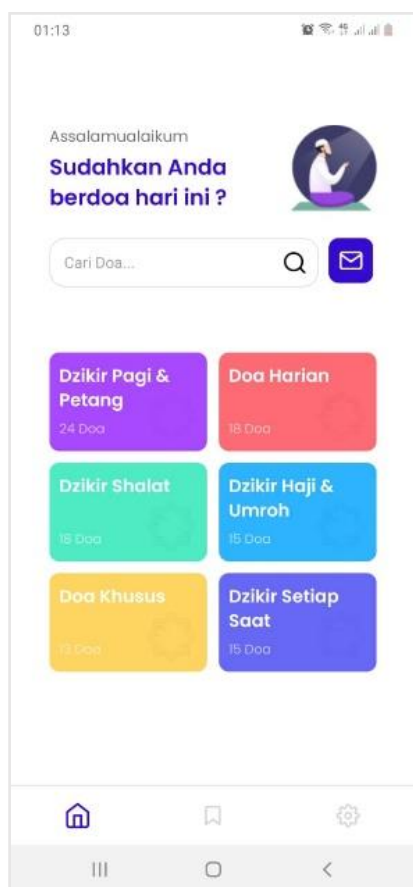 01:13
Assalamualaikum
Sudahkan Anda
berdoa hari ini ?
Cari Doa...
Dzikir Pagi &
Petang
24 Doa
Doa Harian
18 Doa
Dzikir Shalat
18 Doa
Dzikir Haji &
Umroh
15 Doa
Doa Khusus
13 Doa
Dzikir Setiap
Saat
15 Doa